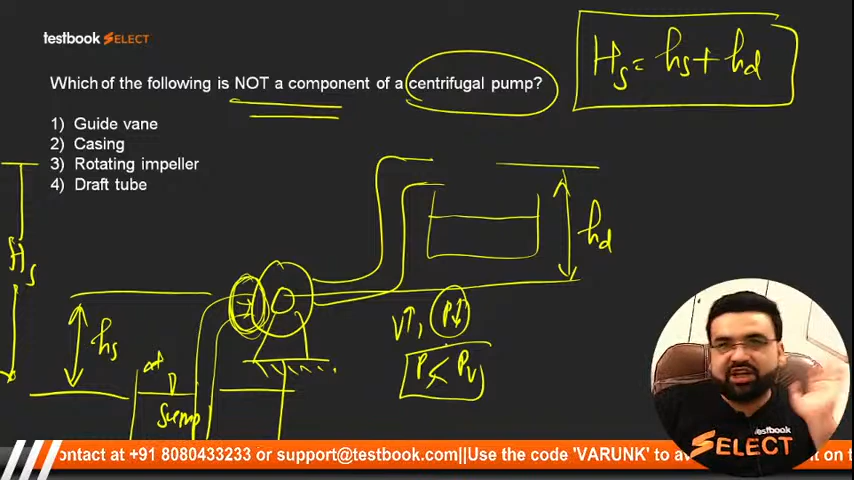 testbook SELECT
Hs = hs + hd
Which of the following is NOT a component of a centrifugal pump?
1) Guide vane
2) Casing
3) Rotating impeller
4) Draft tube
hd
Hs
hs
V↑, P↓
P < Pv
Sump
testbook
SELECT
ontact at +91 8080433233 or support@testbook.com||Use the code 'VARUNK' to av
ent on t